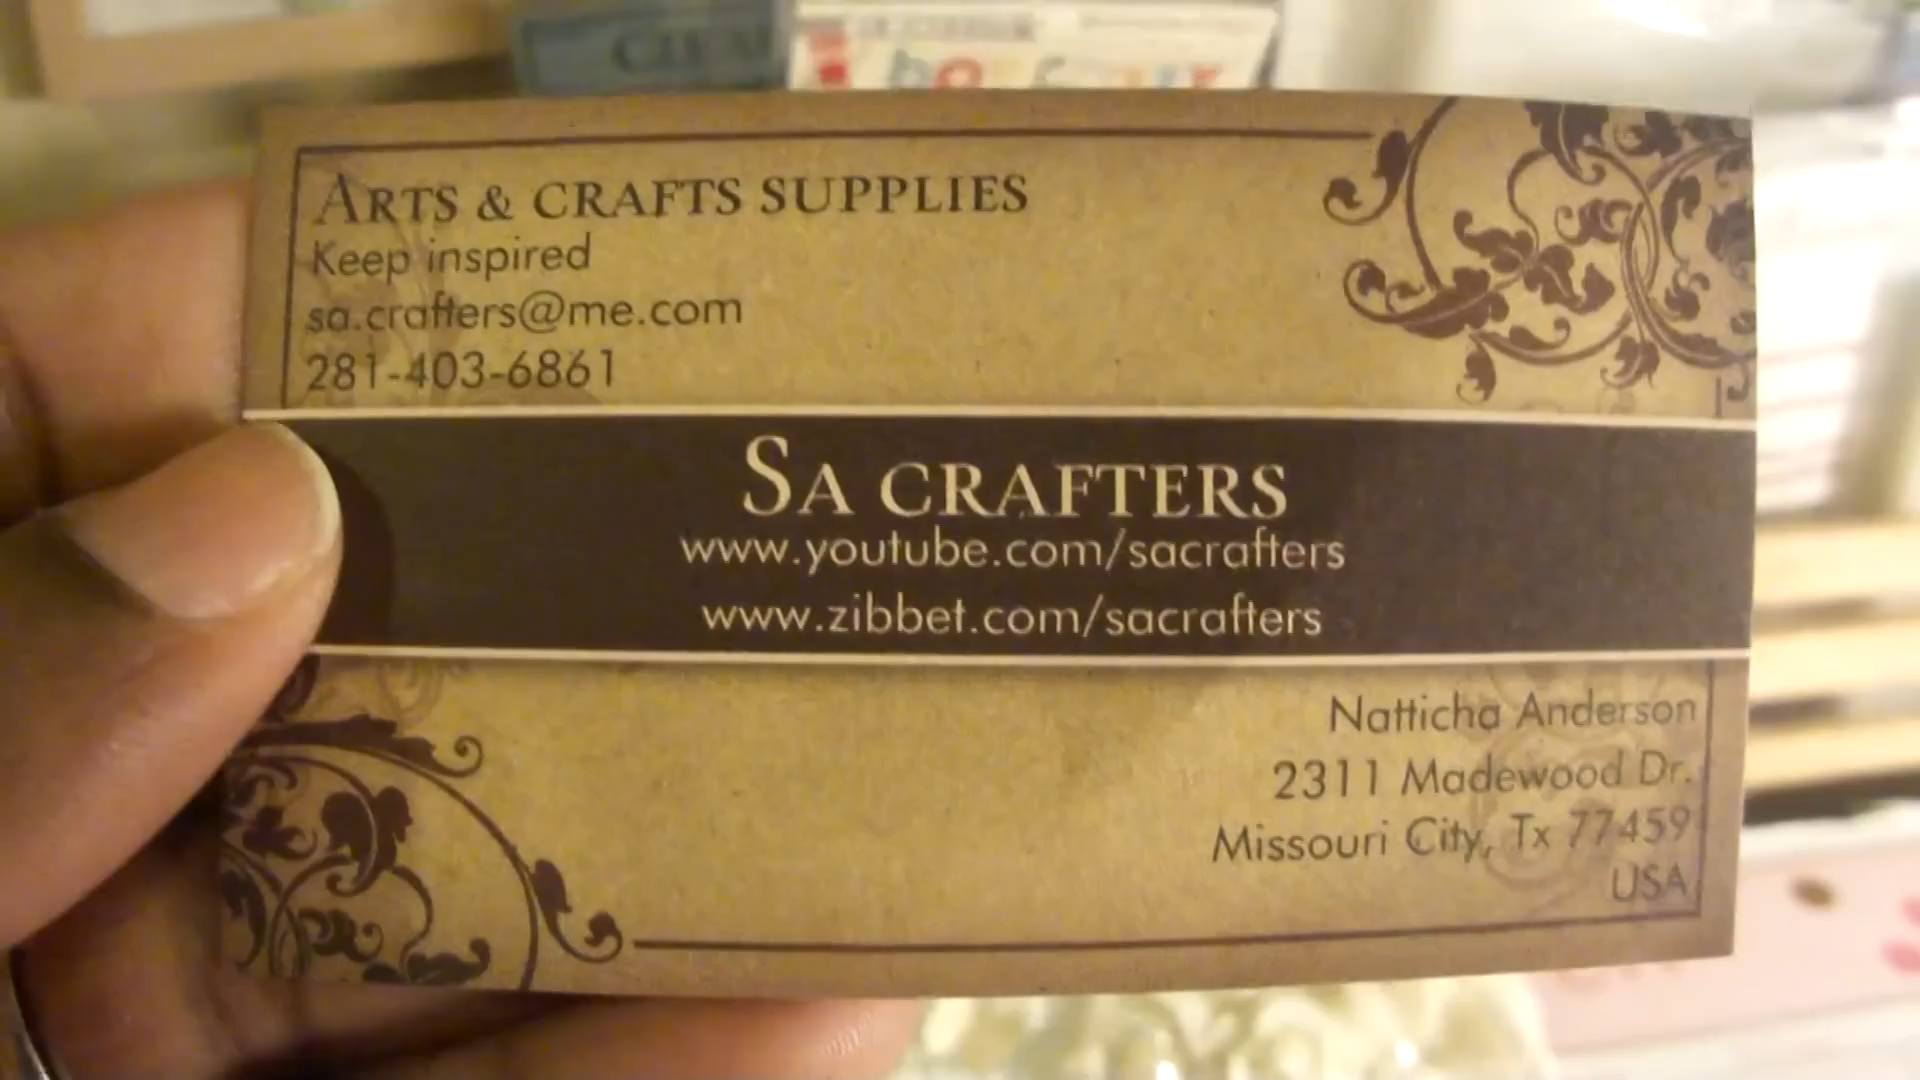 ARTS & CRAFTS SUPPLIES
Keep inspired
sa.crafters@me.com
281-403-6861
SA CRAFTERS
www.youtube.com/sacrafters
www.zibbet.com/sacrafters
Natticha Anderson
2311 Madewood Dr.
Missouri City, Tx 77459
USA